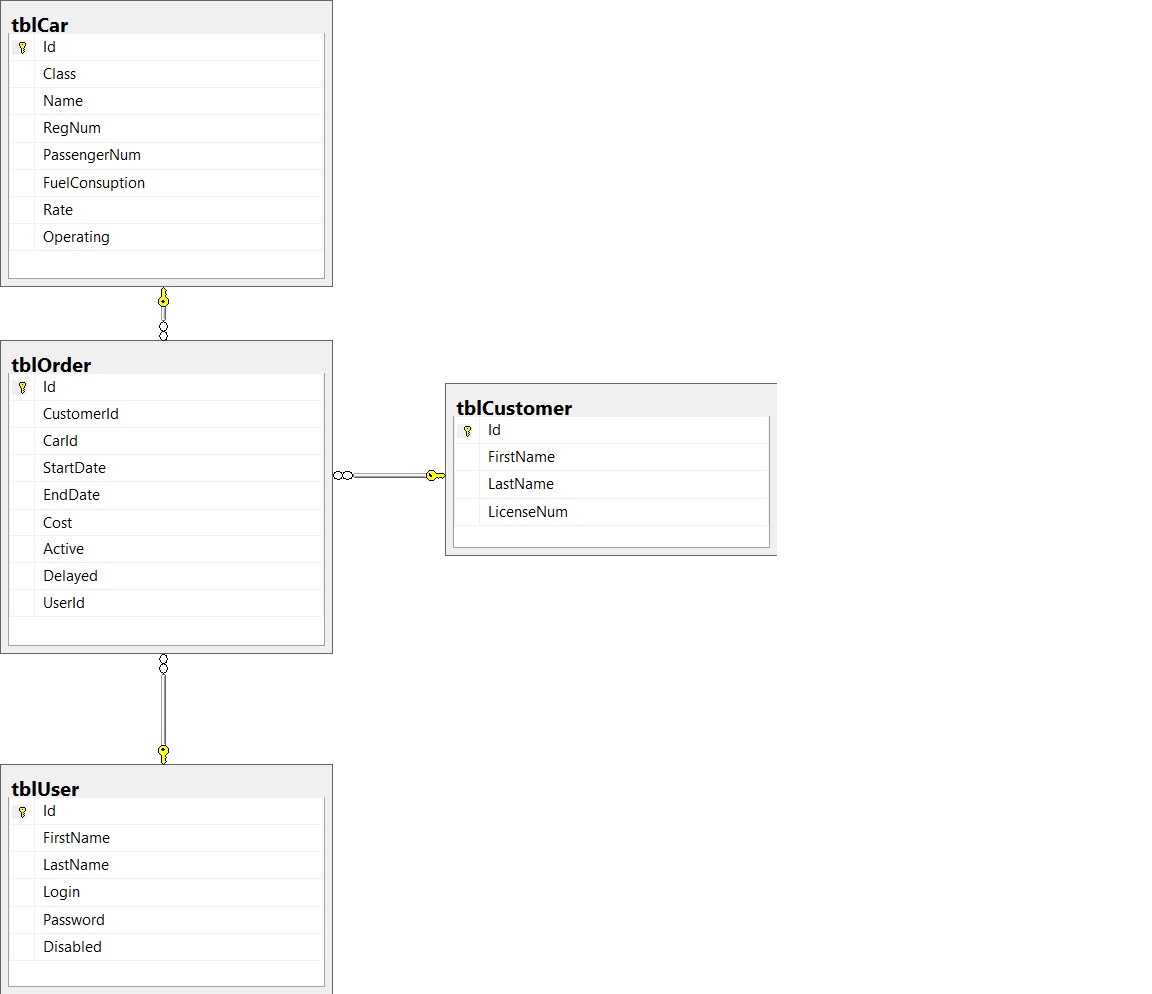 tblCar
Id
Class
Name
RegNum
PassengerNum
FuelConsuption
Rate
Operating
tblOrder
Id
CustomerId
CarId
StartDate
EndDate
Cost
Active
Delayed
UserId
tblCustomer
Id
FirstName
LastName
LicenseNum
tblUser
Id
FirstName
LastName
Login
Password
Disabled